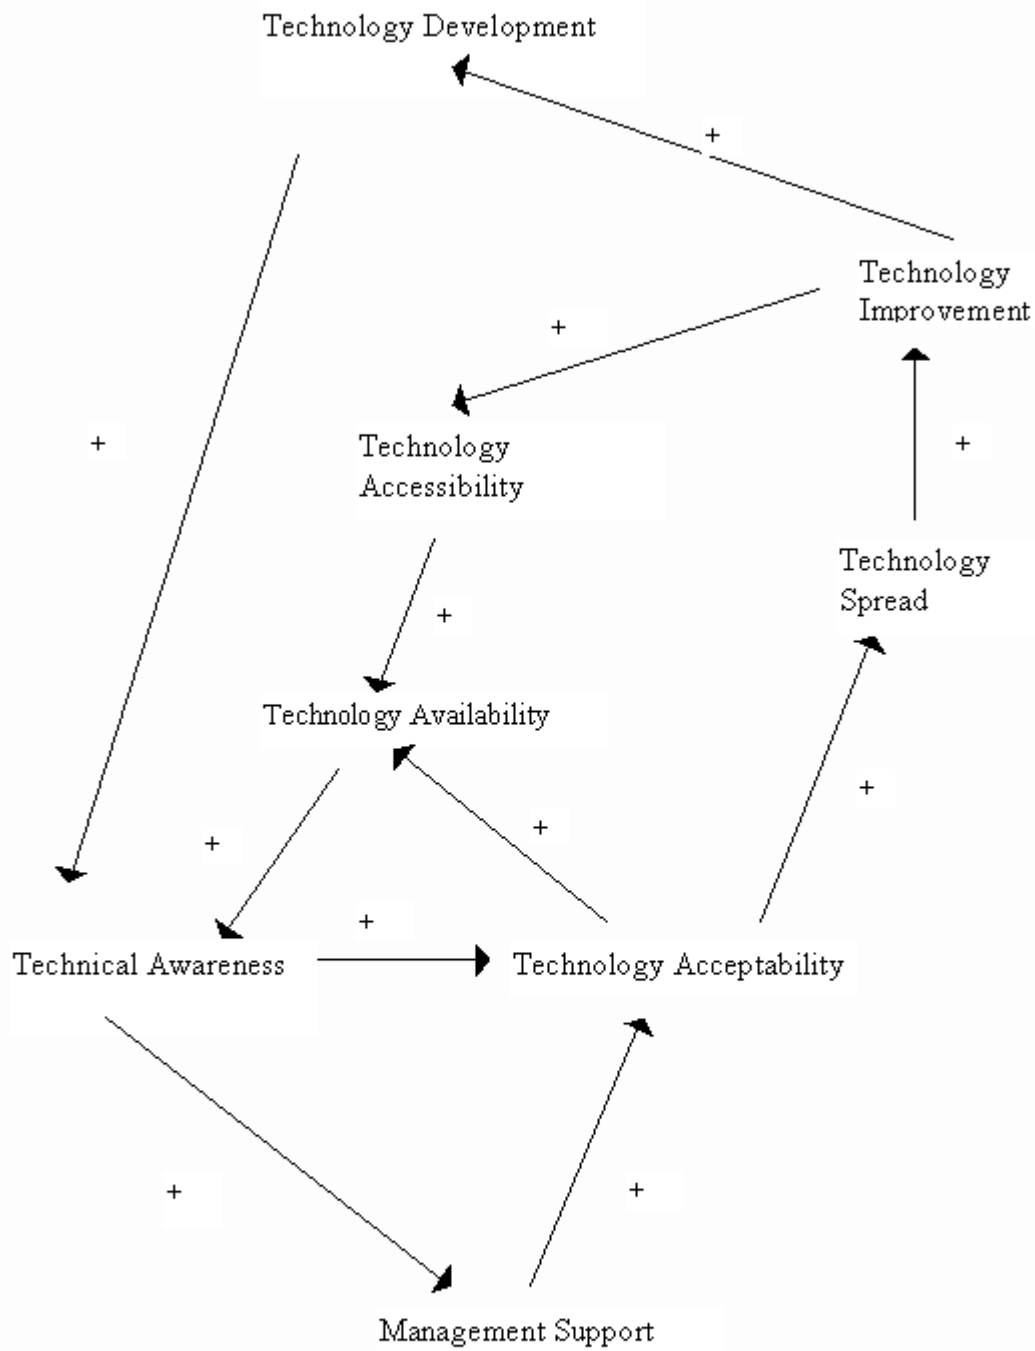 Technology Development
+
Technology
Improvement
+
Technology
Accessibility
+
+
Technology
Spread
+
Technology Availability
+
+
+
+
Technical Awareness
Technology Acceptability
+
+
Management Support